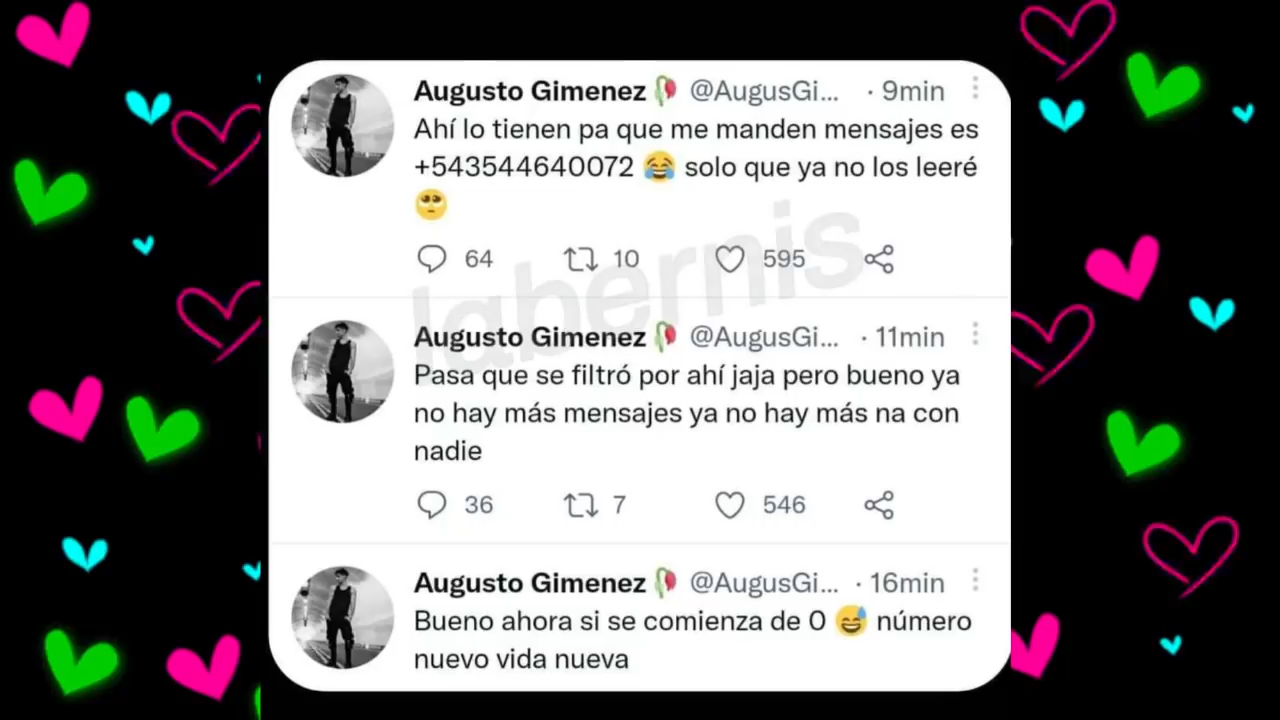 Augusto Gimenez🥀 @AugusGi... · 9min
Ahí lo tienen pa que me manden mensajes es
+543544640072 😂 solo que ya no los leeré
🥺
64 10 595
labernis
Augusto Gimenez🥀 @AugusGi... · 11min
Pasa que se filtró por ahí jaja pero bueno ya
no hay más mensajes ya no hay más na con
nadie
36 7 546
Augusto Gimenez🥀 @AugusGi... · 16min
Bueno ahora si se comienza de 0 😅 número
nuevo vida nueva